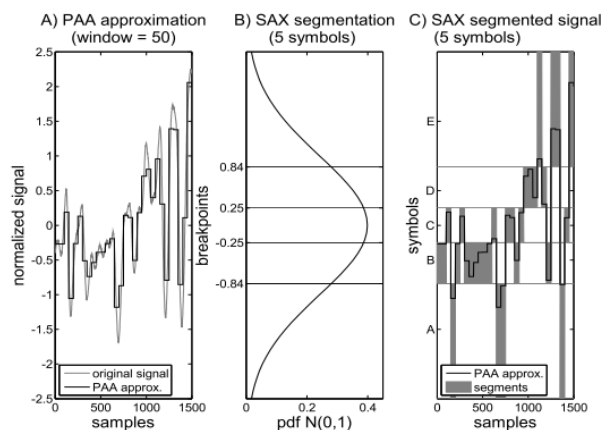 A) PAA approximation
(window = 50)
B) SAX segmentation
(5 symbols)
C) SAX segmented signal
(5 symbols)
normalized signal
2.5
2
1.5
1
0.5
0
-0.5
-1
-1.5
-2
-2.5
original signal
PAA approx.
0 500 1000 1500
samples
breakpoints
0.84
0.25
-0.25
-0.84
0 0.2 0.4
pdf N(0,1)
symbols
E
D
C
B
A
PAA approx.
segments
0 500 1000 1500
samples